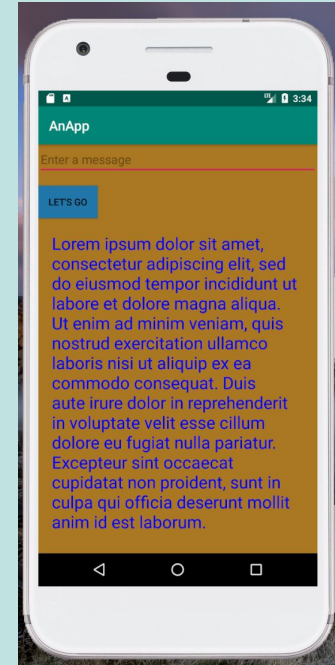 3:34
AnApp
Enter a message
LET'S GO
Lorem ipsum dolor sit amet,
consectetur adipiscing elit, sed
do eiusmod tempor incididunt ut
labore et dolore magna aliqua.
Ut enim ad minim veniam, quis
nostrud exercitation ullamco
laboris nisi ut aliquip ex ea
commodo consequat. Duis
aute irure dolor in reprehenderit
in voluptate velit esse cillum
dolore eu fugiat nulla pariatur.
Excepteur sint occaecat
cupidatat non proident, sunt in
culpa qui officia deserunt mollit
anim id est laborum.